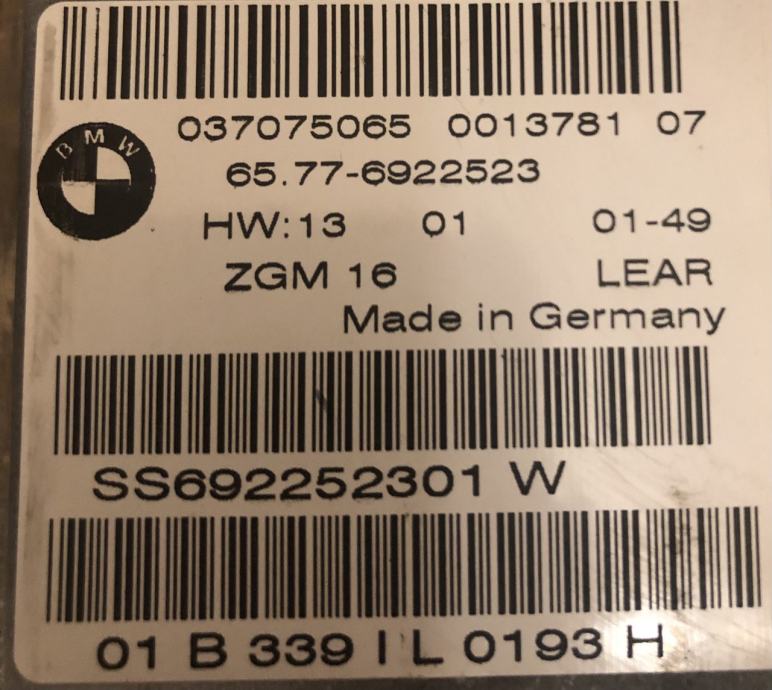 037075065 0013781 07
BMW
65.77-6922523
HW:13 01 01-49
ZGM 16 LEAR
Made in Germany
SS692252301 W
01 B 339 I L 0193 H